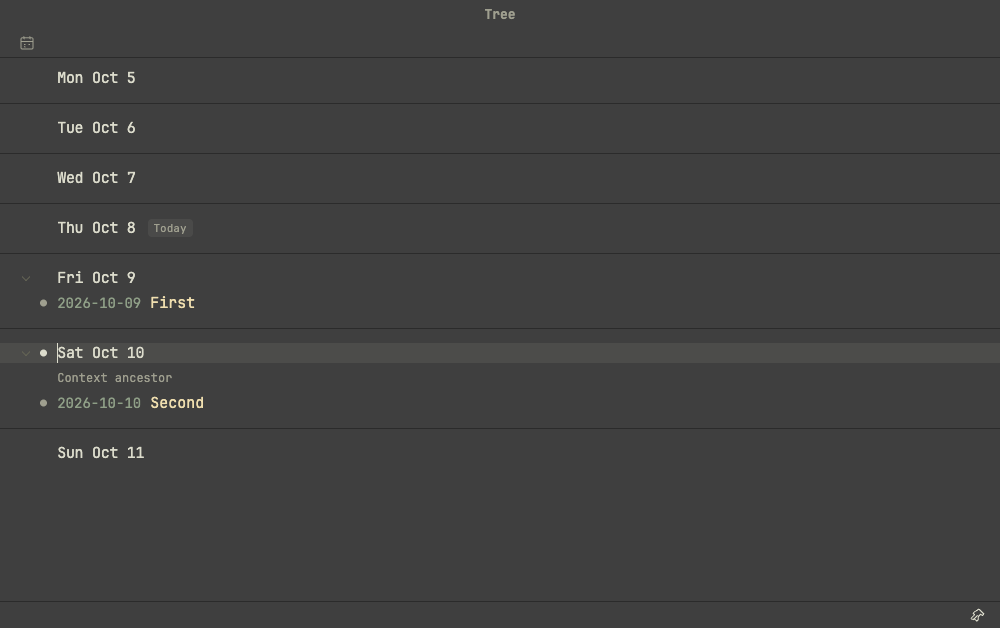 Tree
Mon Oct 5
Tue Oct 6
Wed Oct 7
Thu Oct 8 Today
Fri Oct 9
2026-10-09 First
Sat Oct 10
Context ancestor
2026-10-10 Second
Sun Oct 11